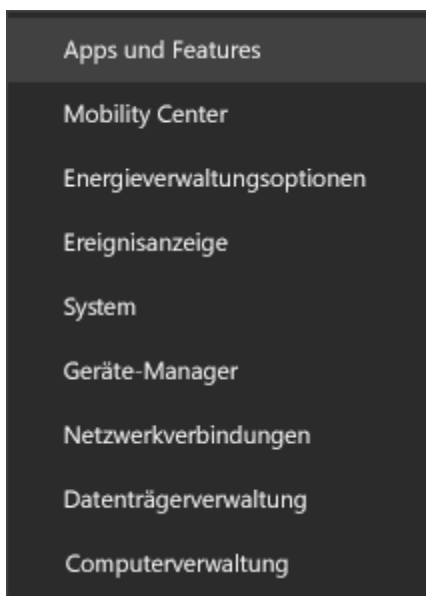 Apps und Features
Mobility Center
Energieverwaltungsoptionen
Ereignisanzeige
System
Geräte-Manager
Netzwerkverbindungen
Datenträgerverwaltung
Computerverwaltung